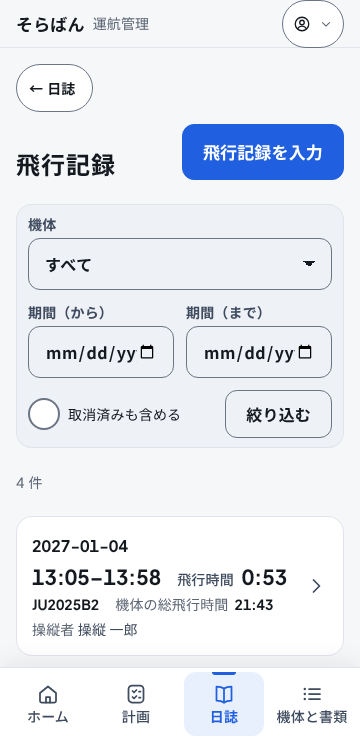 そらばん 運航管理
← 日誌
飛行記録
飛行記録を入力
機体
すべて
期間（から） 期間（まで）
mm/dd/yy mm/dd/yy
取消済みも含める 絞り込む
4 件
2027-01-04
13:05–13:58 飛行時間 0:53
JU2025B2 機体の総飛行時間 21:43
操縦者 操縦 一郎
ホーム 計画 日誌 機体と書類